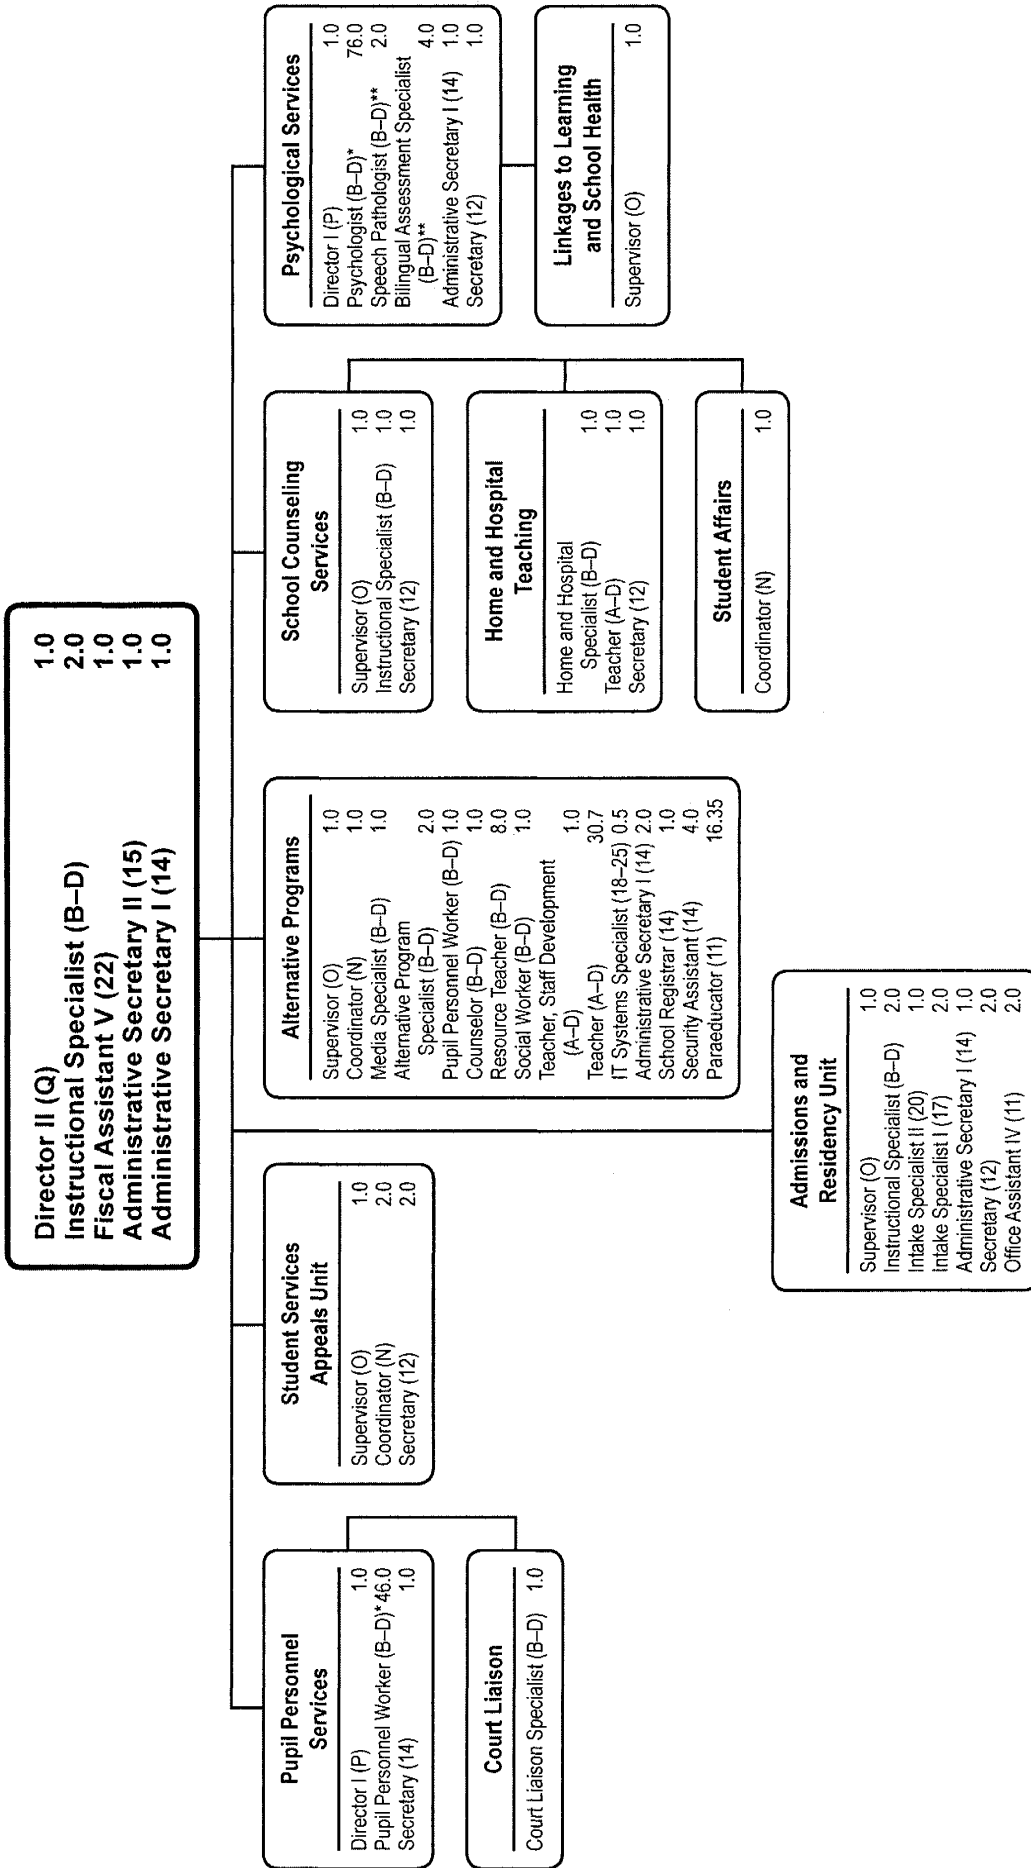 Director II (Q) 1.0
Instructional Specialist (B–D) 2.0
Fiscal Assistant V (22) 1.0
Administrative Secretary II (15) 1.0
Administrative Secretary I (14) 1.0
Pupil Personnel
Services
Director I (P) 1.0
Pupil Personnel Worker (B–D)* 46.0
Secretary (14) 1.0
Court Liaison
Court Liaison Specialist (B–D) 1.0
Student Services
Appeals Unit
Supervisor (O) 1.0
Coordinator (N) 2.0
Secretary (12) 2.0
Admissions and
Residency Unit
Supervisor (O) 1.0
Instructional Specialist (B–D) 2.0
Intake Specialist II (20) 1.0
Intake Specialist I (17) 2.0
Administrative Secretary I (14) 1.0
Secretary (12) 2.0
Office Assistant IV (11) 2.0
Alternative Programs
Supervisor (O) 1.0
Coordinator (N) 1.0
Media Specialist (B–D) 1.0
Alternative Program
Specialist (B–D) 2.0
Pupil Personnel Worker (B–D) 1.0
Counselor (B–D) 1.0
Resource Teacher (B–D) 8.0
Social Worker (B–D) 1.0
Teacher, Staff Development
(A–D) 1.0
Teacher (A–D) 30.7
IT Systems Specialist (18–25) 0.5
Administrative Secretary I (14) 2.0
School Registrar (14) 1.0
Security Assistant (14) 4.0
Paraeducator (11) 16.35
School Counseling
Services
Supervisor (O) 1.0
Instructional Specialist (B–D) 1.0
Secretary (12) 1.0
Home and Hospital
Teaching
Home and Hospital
Specialist (B–D) 1.0
Teacher (A–D) 1.0
Secretary (12) 1.0
Student Affairs
Coordinator (N) 1.0
Psychological Services
Director I (P) 1.0
Psychologist (B–D)* 76.0
Speech Pathologist (B–D)** 2.0
Bilingual Assessment Specialist
(B–D)** 4.0
Administrative Secretary I (14) 1.0
Secretary (12) 1.0
Linkages to Learning
and School Health
Supervisor (O) 1.0